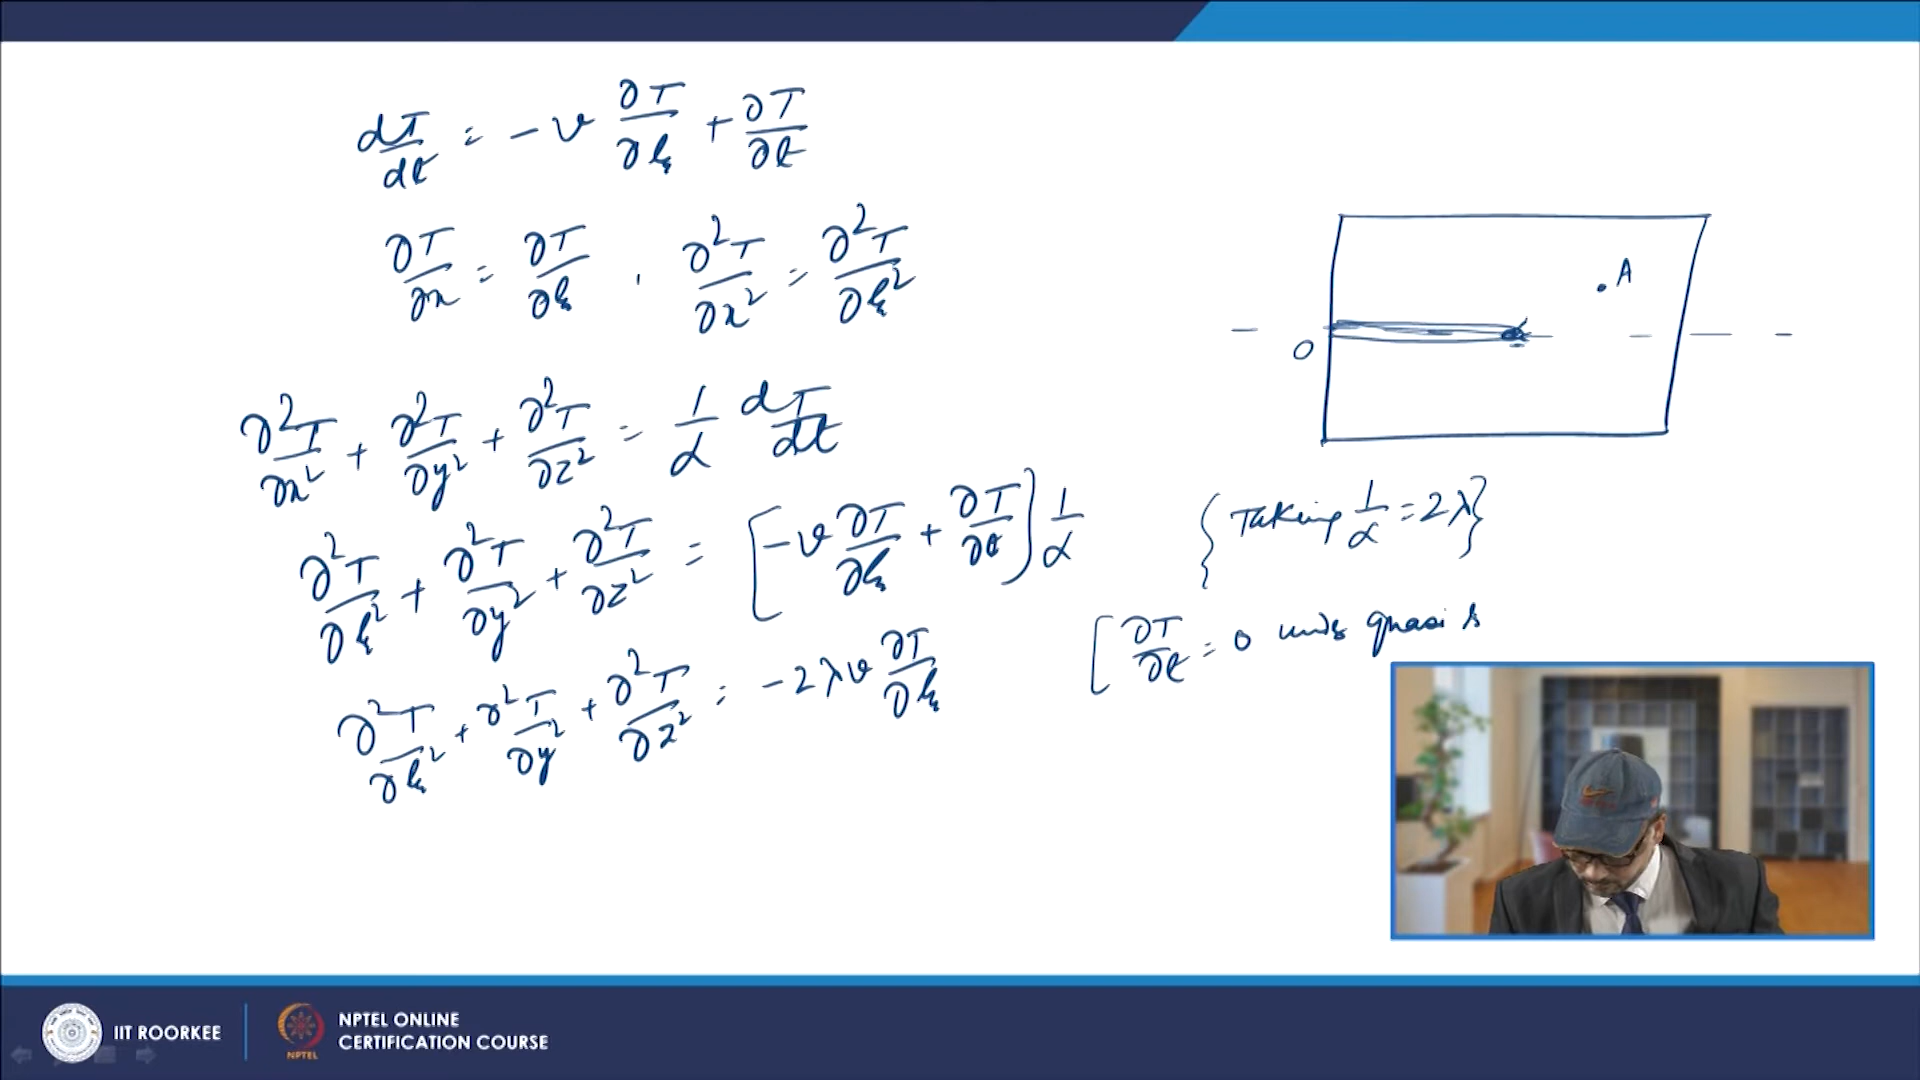 dT/dt = -v ∂T/∂ξ + ∂T/∂t
∂T/∂x = ∂T/∂ξ , ∂²T/∂x² = ∂²T/∂ξ²
∂²T/∂x² + ∂²T/∂y² + ∂²T/∂z² = 1/α dT/dt
∂²T/∂ξ² + ∂²T/∂y² + ∂²T/∂z² = [-v ∂T/∂ξ + ∂T/∂t] 1/α
{Taking 1/α = 2λ}
∂²T/∂ξ² + ∂²T/∂y² + ∂²T/∂z² = -2λv ∂T/∂ξ
[∂T/∂t = 0 quasi s
A
O
IIT ROORKEE
NPTEL
NPTEL ONLINE
CERTIFICATION COURSE